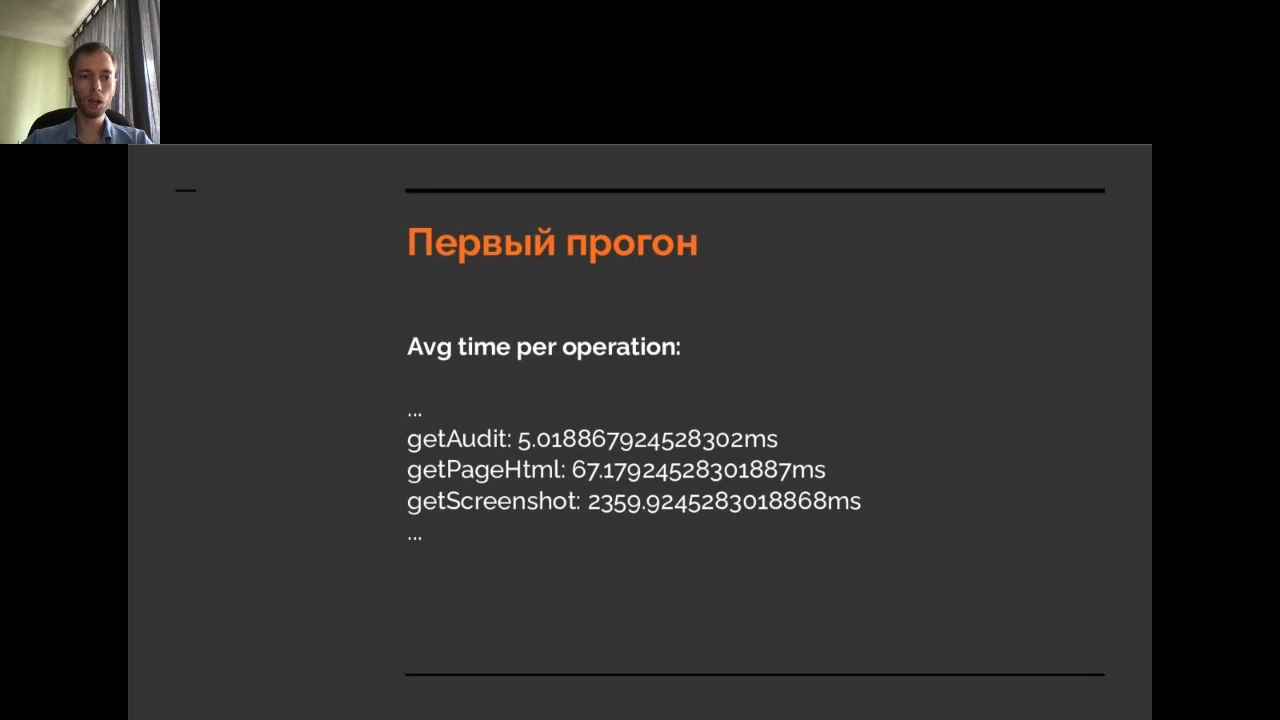 Первый прогон
Avg time per operation:
...
getAudit: 5.018867924528302ms
getPageHtml: 67.17924528301887ms
getScreenshot: 2359.9245283018868ms
...